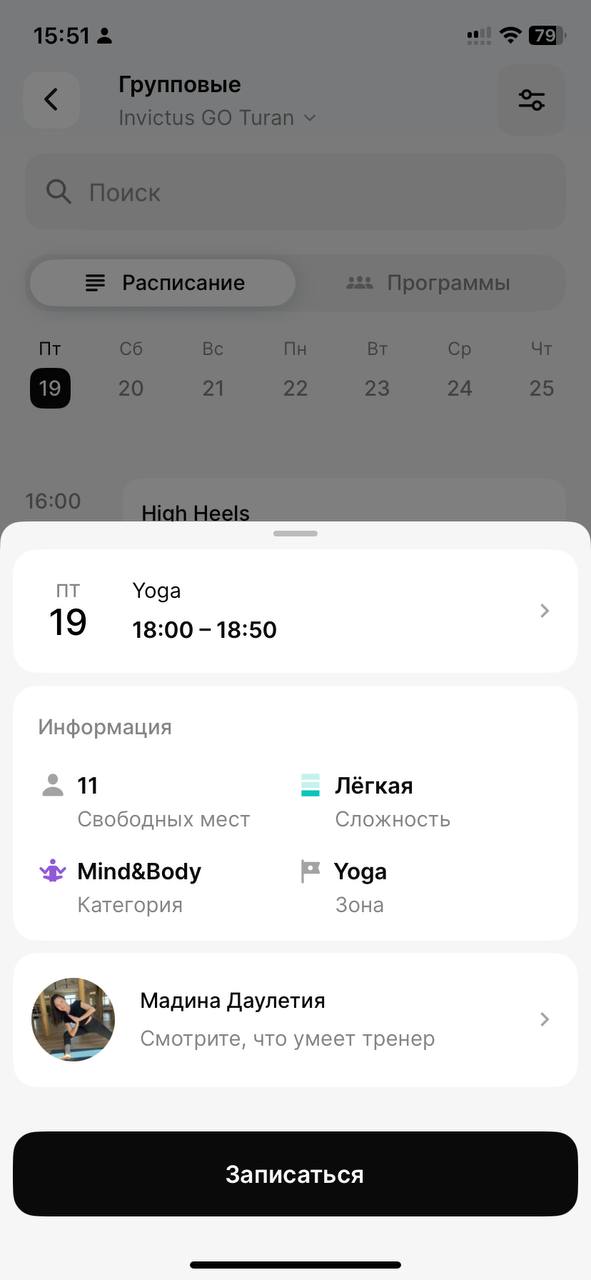 15:51
79
Групповые
Invictus GO Turan
Поиск
Расписание
Программы
Пт Сб Вс Пн Вт Ср Чт
19 20 21 22 23 24 25
16:00
High Heels
ПТ
19
Yoga
18:00 – 18:50
Информация
11
Свободных мест
Лёгкая
Сложность
Mind&Body
Категория
Yoga
Зона
Мадина Даулетия
Смотрите, что умеет тренер
Записаться